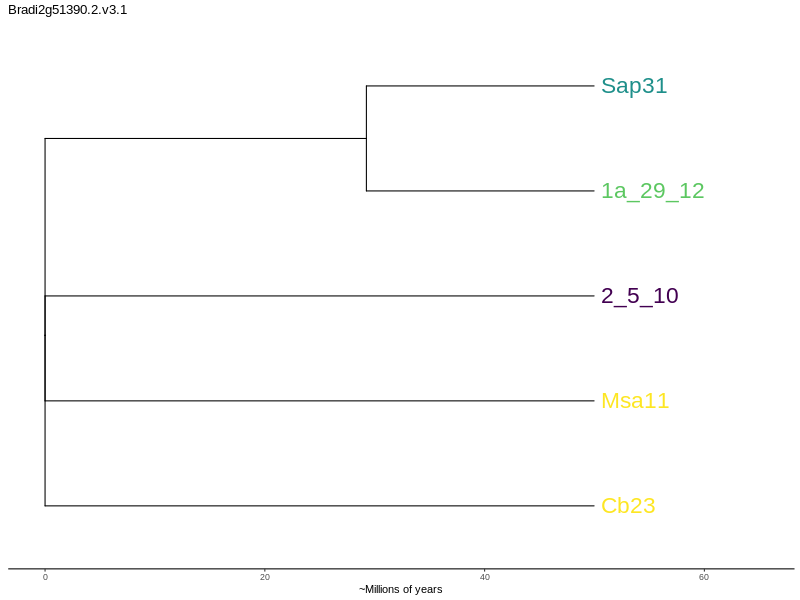 Bradi2g51390.2.v3.1
Sap31
1a_29_12
2_5_10
Msa11
Cb23
0 20 40 60
~Millions of years